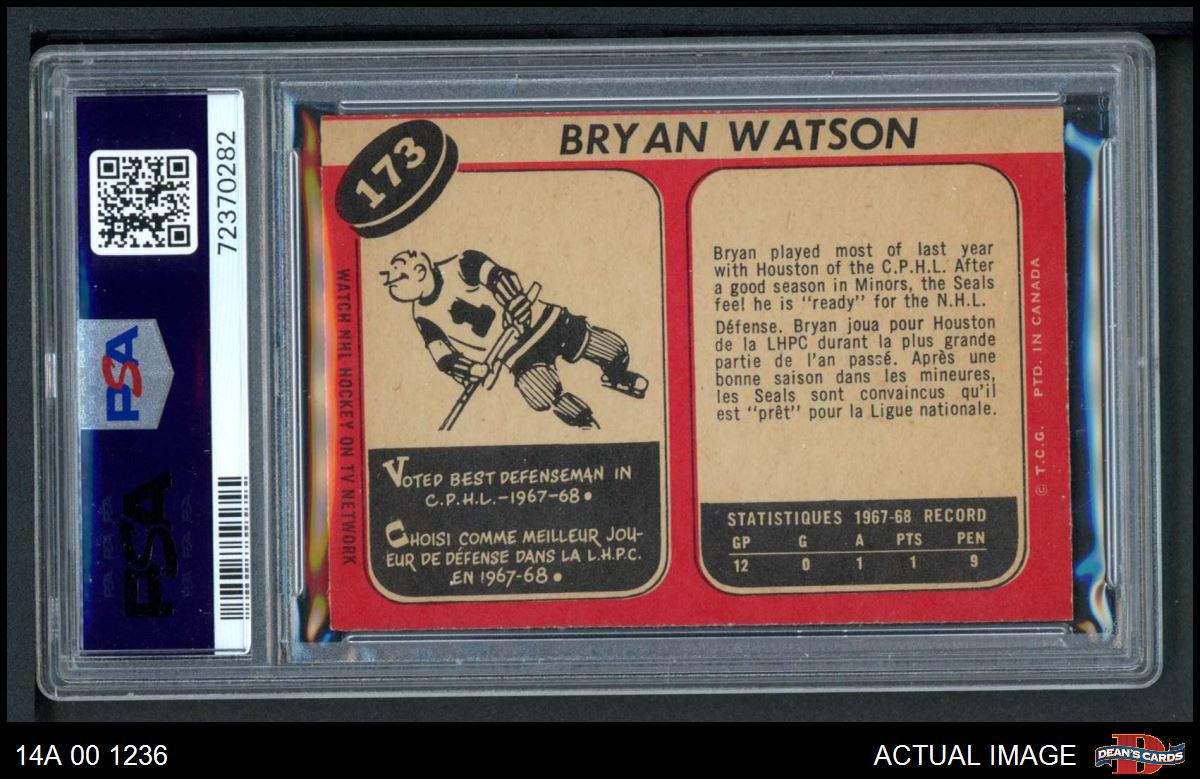 72370282
PSA
PSA
173
BRYAN WATSON
WATCH NHL HOCKEY ON TV NETWORK
VOTED BEST DEFENSEMAN IN
C.P.H.L.-1967-68•
CHOISI COMME MEILLEUR JOU-
EUR DE DÉFENSE DANS LA L.H.P.C.
EN 1967-68•
Bryan played most of last year
with Houston of the C.P.H.L. After
a good season in Minors, the Seals
feel he is "ready" for the N.H.L.
Défense. Bryan joua pour Houston
de la LHPC durant la plus grande
partie de l'an passé. Après une
bonne saison dans les mineures,
les Seals sont convaincus qu'il
est "prêt" pour la Ligue nationale.
STATISTIQUES 1967-68 RECORD
GP G A PTS PEN
12 0 1 1 9
© T.C.G. PTD. IN CANADA
14A 00 1236
ACTUAL IMAGE
DEAN'S CARDS